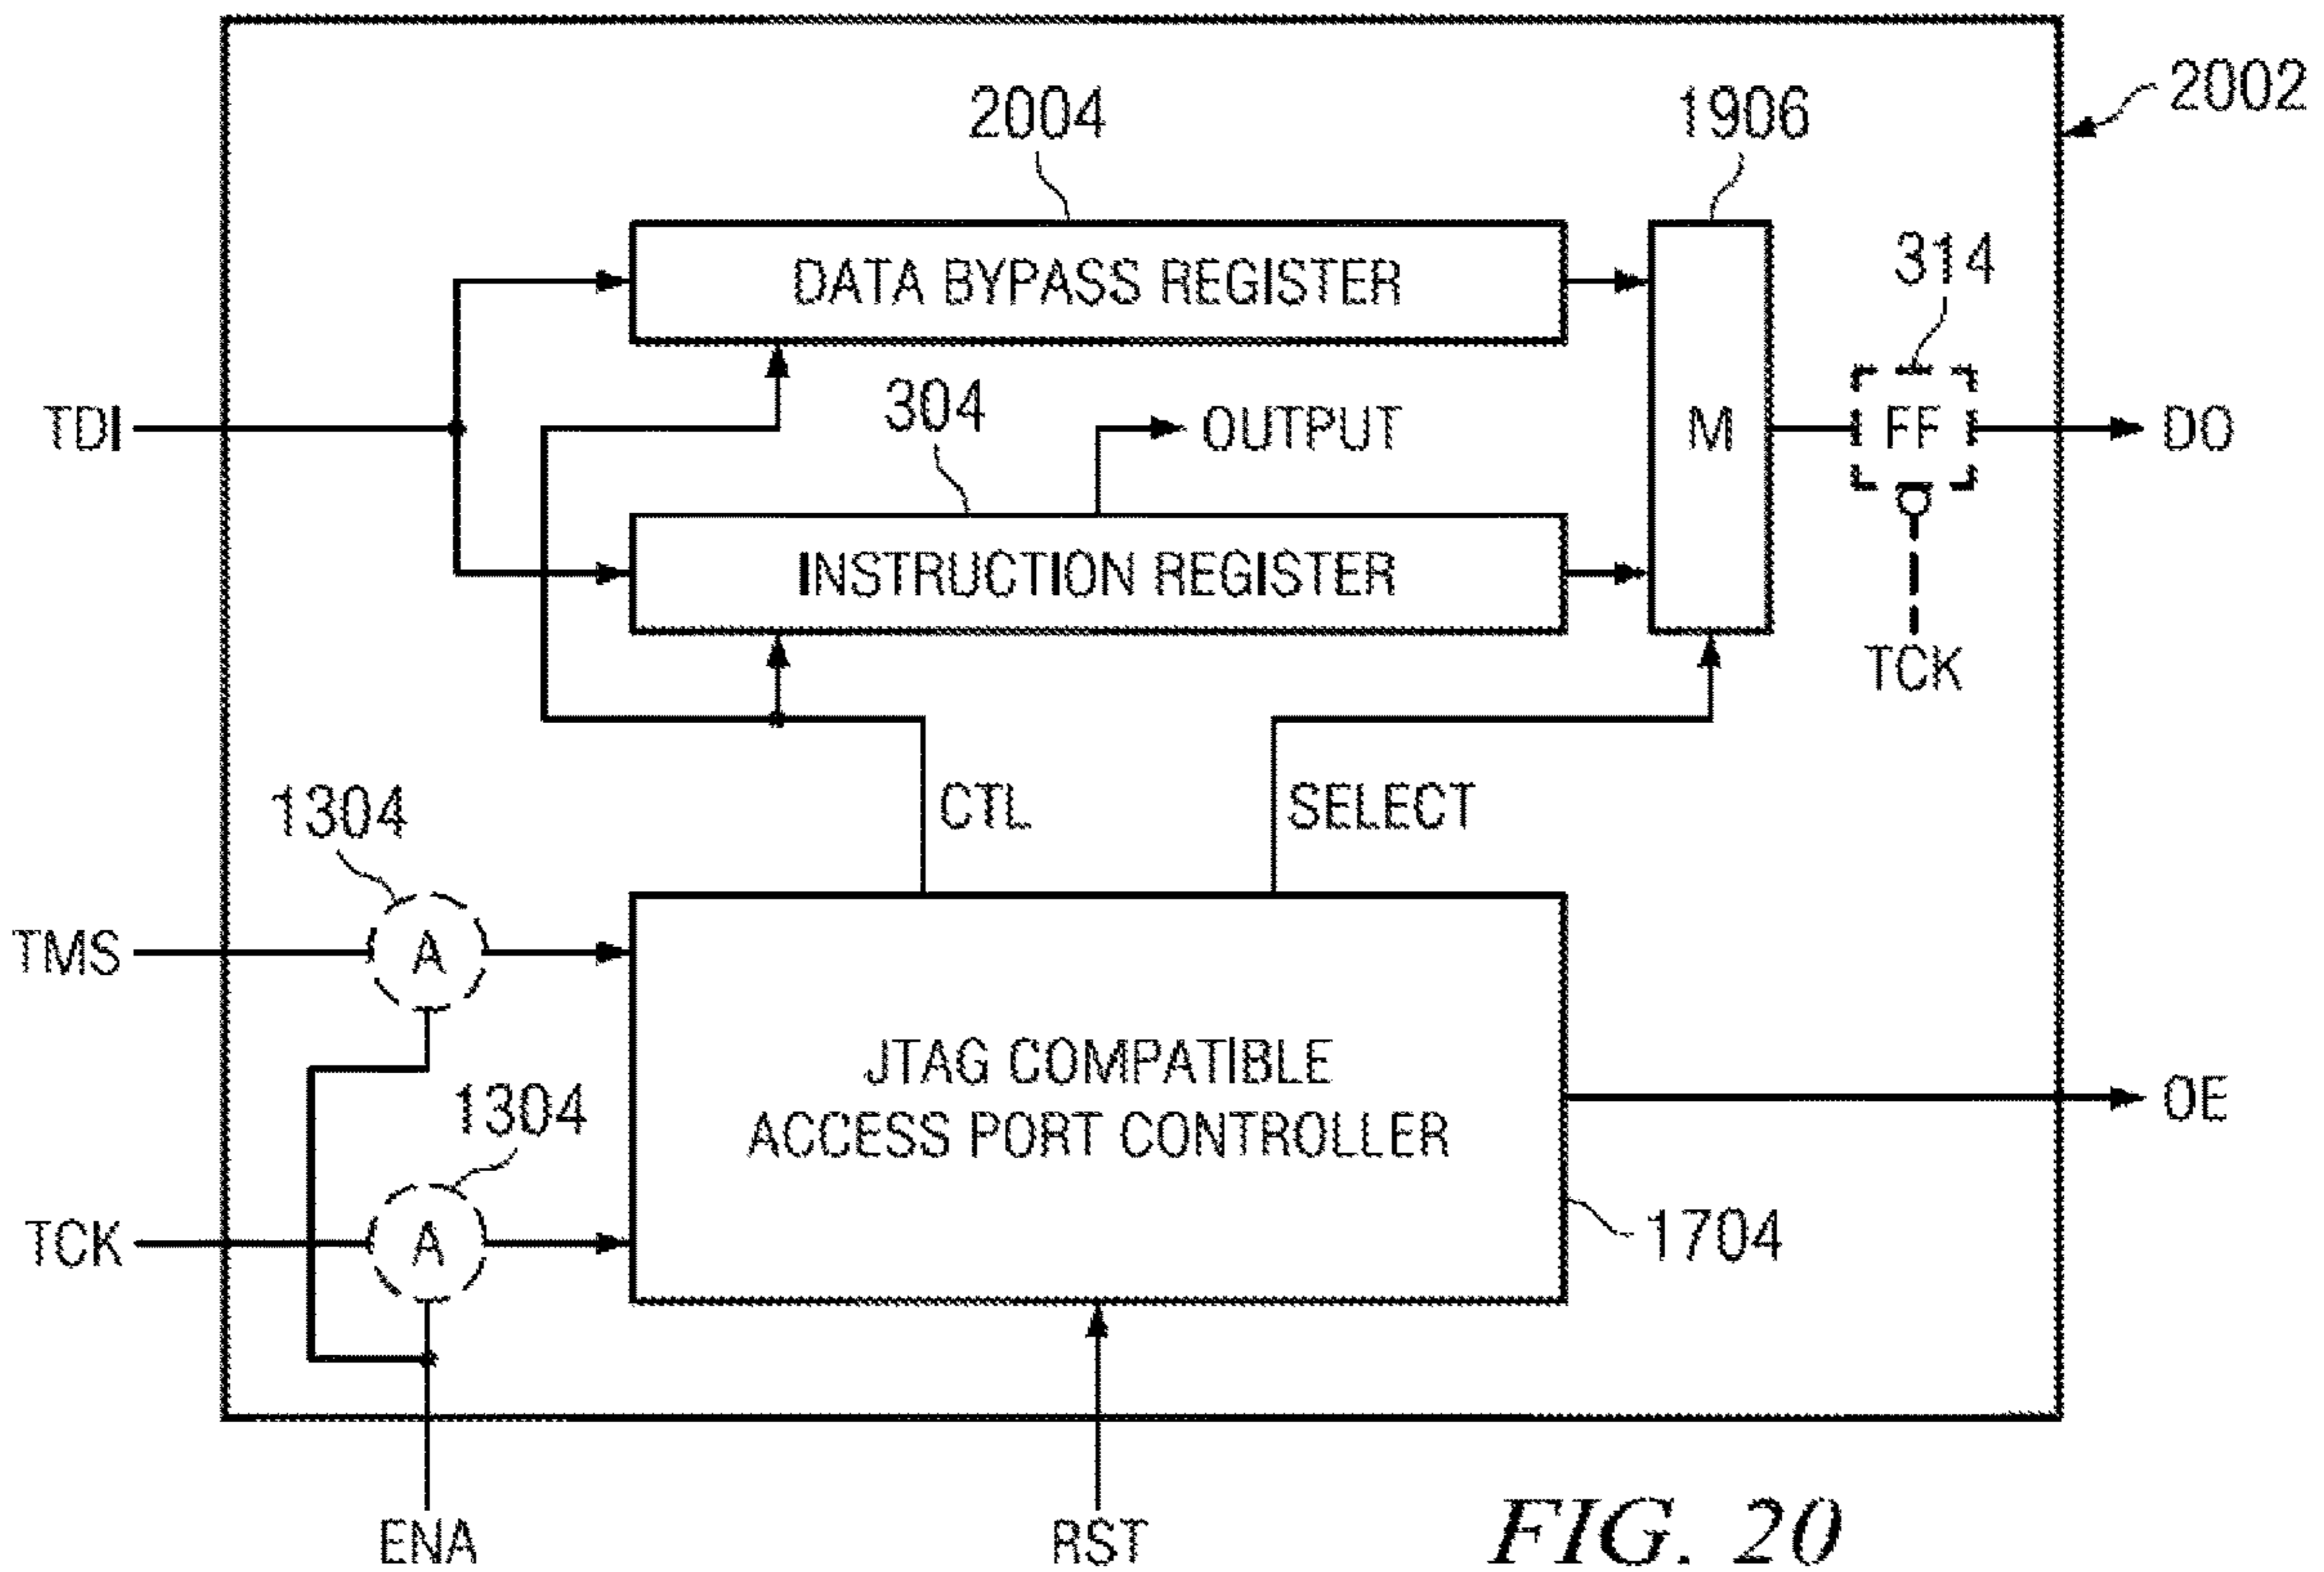 2002
2004
1906
314
DATA BYPASS REGISTER
TDI
304
OUTPUT
M
FF
DO
INSTRUCTION REGISTER
TCK
CTL
SELECT
1304
TMS
A
JTAG COMPATIBLE
ACCESS PORT CONTROLLER
1304
OE
TCK
A
1704
ENA
RST
FIG. 20